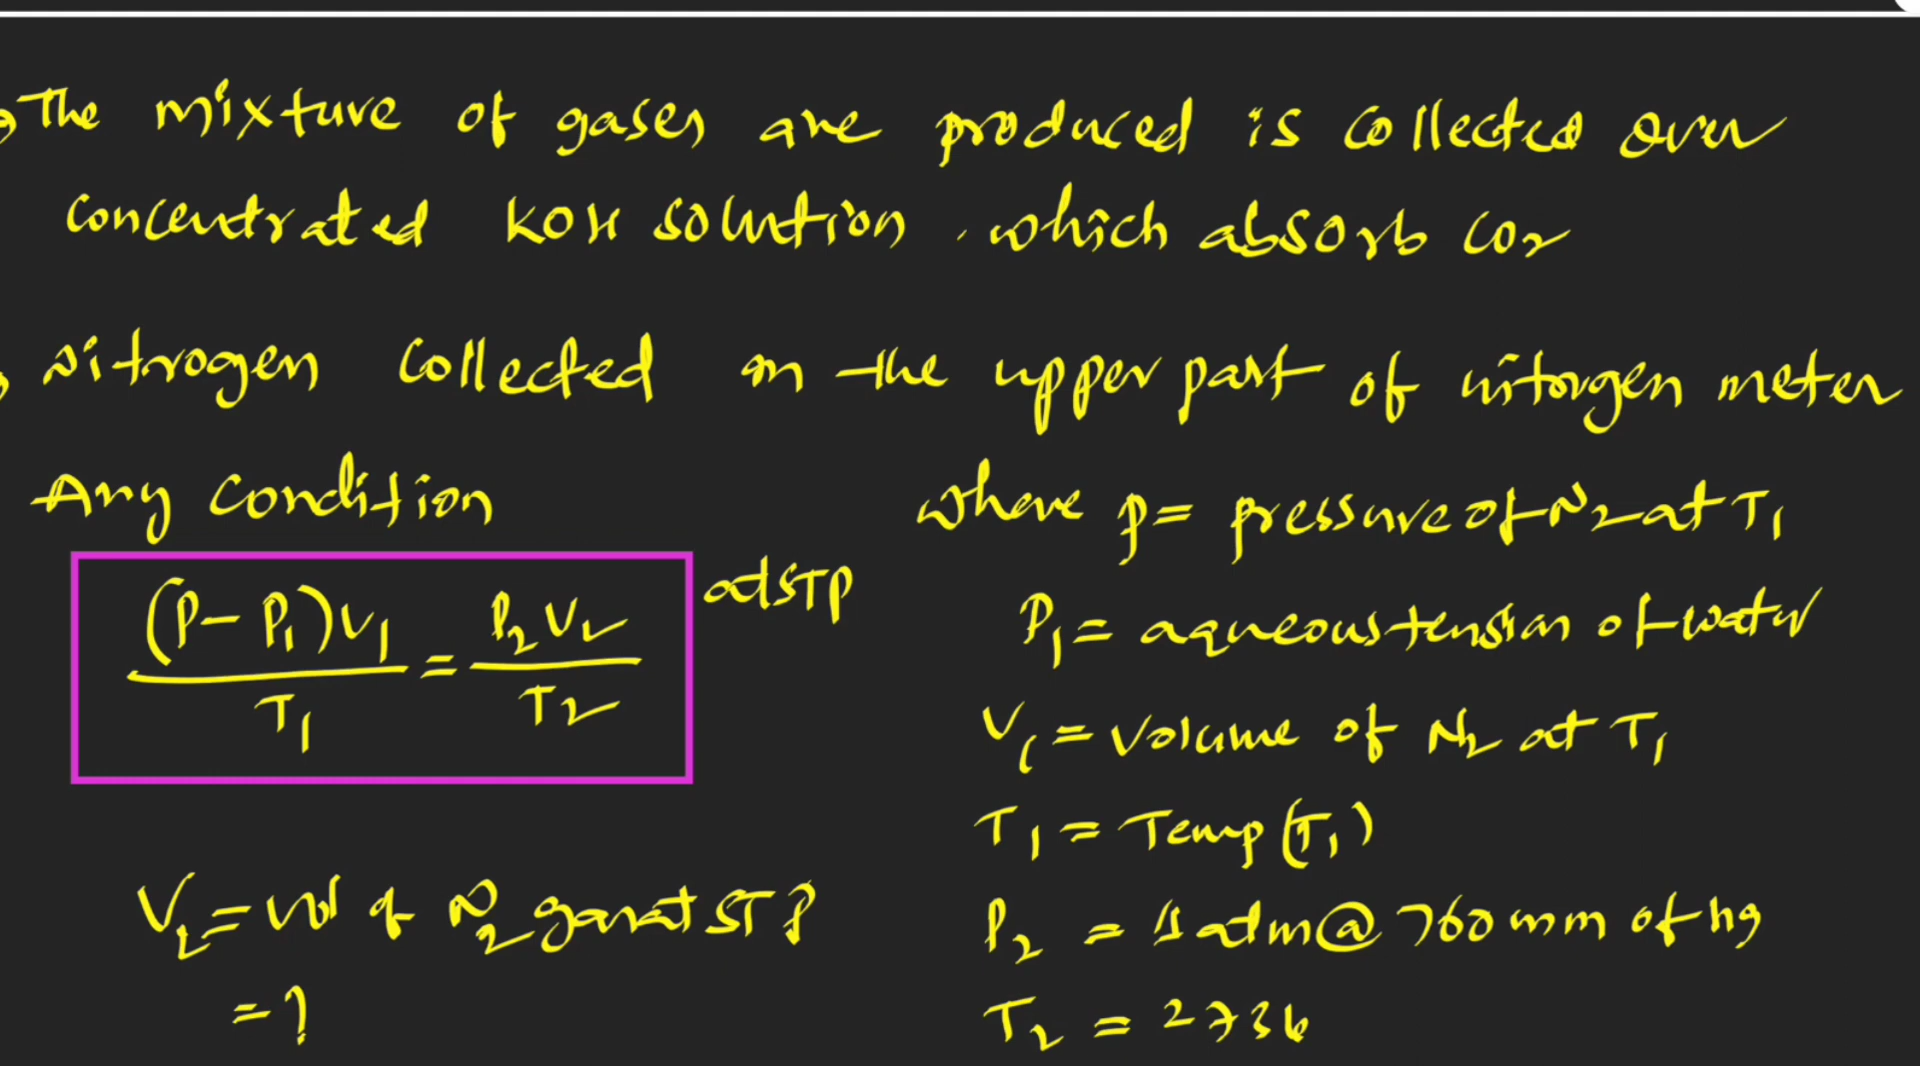 The mixture of gases are produced is collected over
concentrated KOH solution. which absorb CO2
Nitrogen collected in the upper part of nitorgen meter
Any condition
(P-P1)V1/T1 = P2V2/T2 at STP
V2 = vol of N2 gas at STP
= ?
where p = pressure of N2 at T1
P1 = aqueous tension of water
V1 = Volume of N2 at T1
T1 = Temp (T1)
P2 = 1 atm @ 760 mm of hg
T2 = 273k